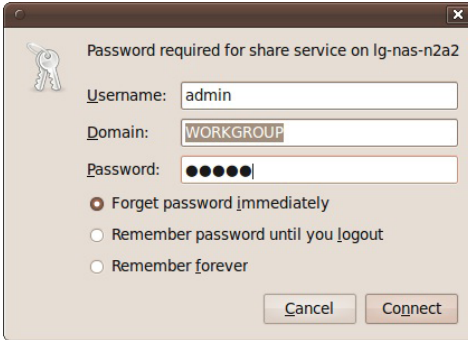 Password required for share service on lg-nas-n2a2
Username: admin
Domain: WORKGROUP
Password: ●●●●●
Forget password immediately
Remember password until you logout
Remember forever
Cancel Connect